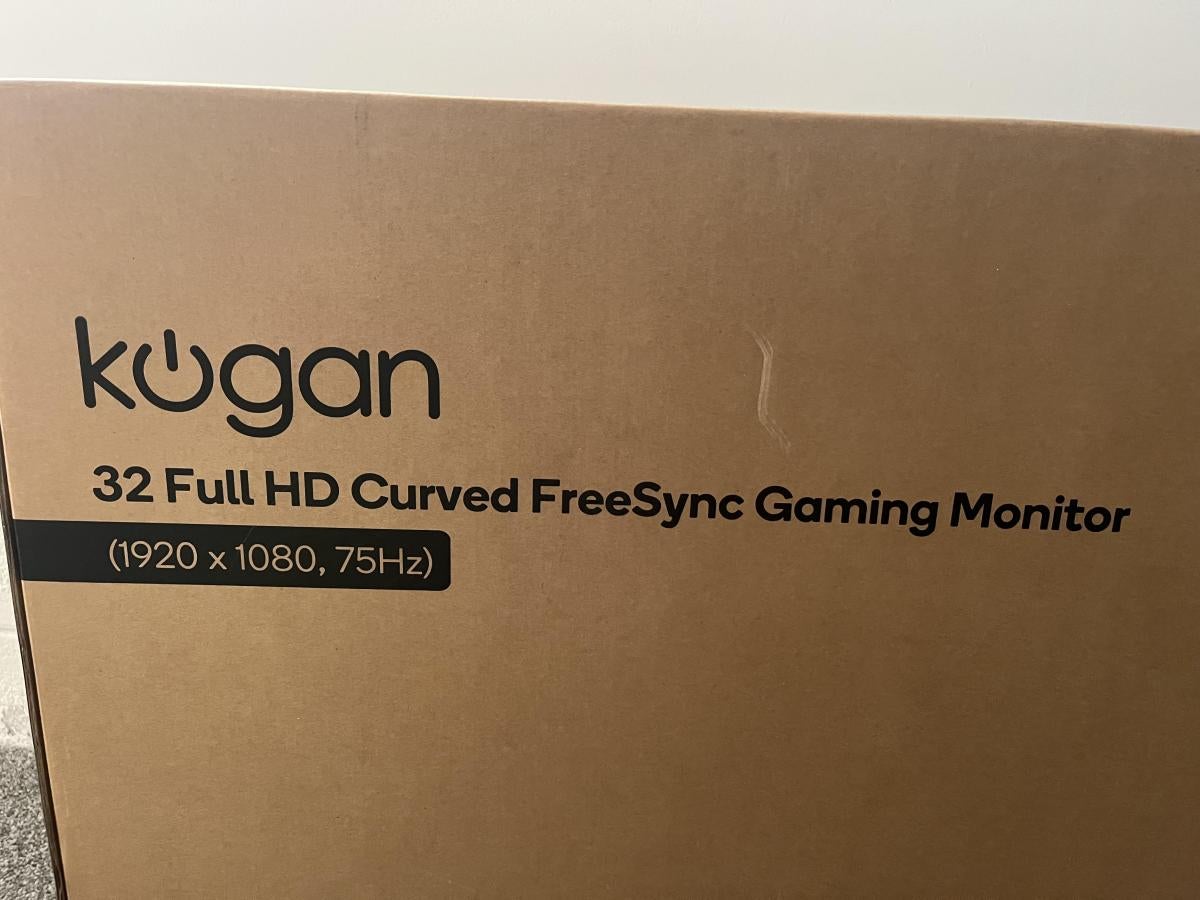 kogan
32 Full HD Curved FreeSync Gaming Monitor
(1920 x 1080, 75Hz)